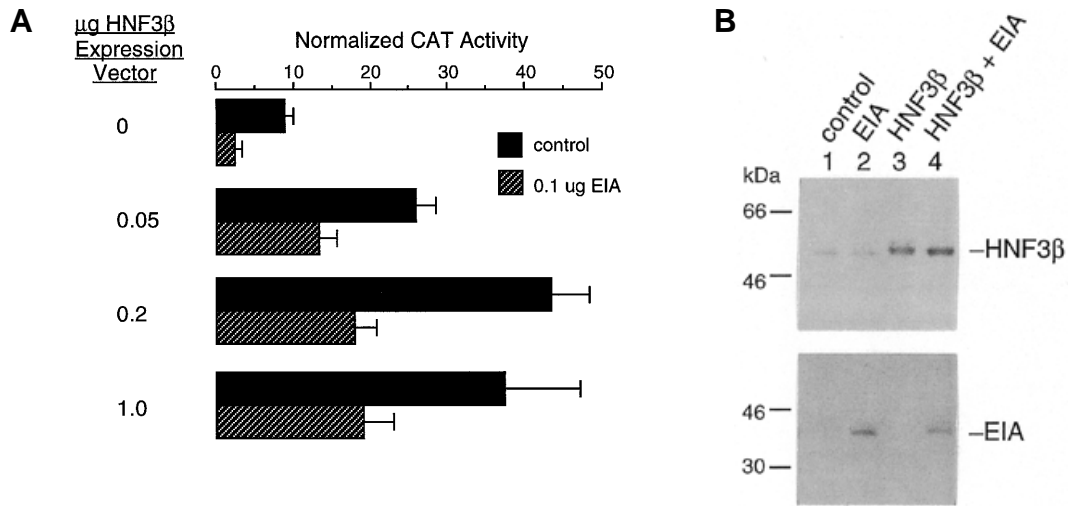 A
µg HNF3β
Expression
Vector
Normalized CAT Activity
0 10 20 30 40 50
0
0.05
0.2
1.0
control
0.1 ug EIA
B
control
EIA
HNF3β
HNF3β + EIA
1 2 3 4
kDa
66
46
–HNF3β
46
30
–EIA